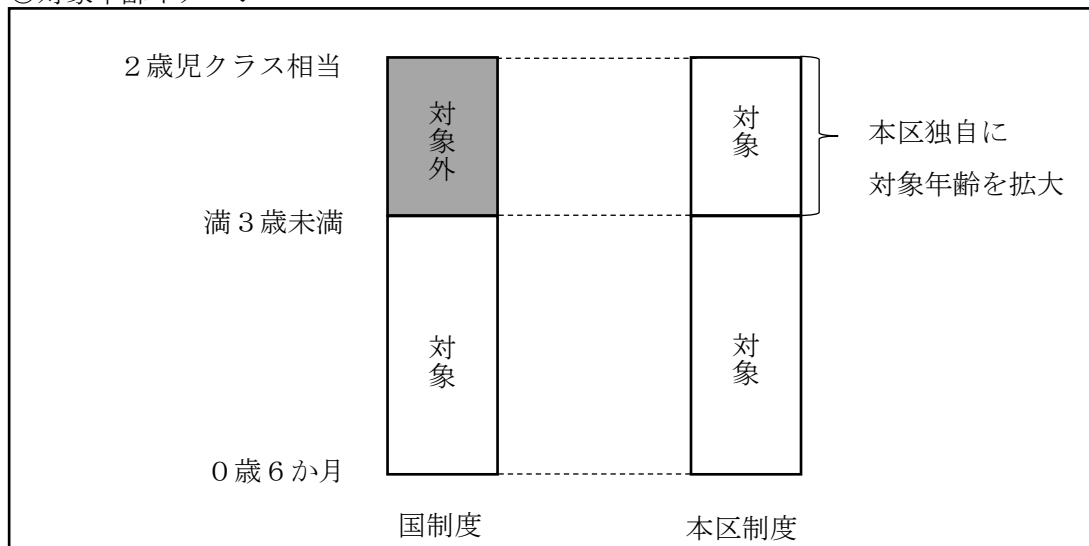 ２歳児クラス相当
対象外
対象
本区独自に
対象年齢を拡大
満３歳未満
対象
対象
０歳６か月
国制度
本区制度